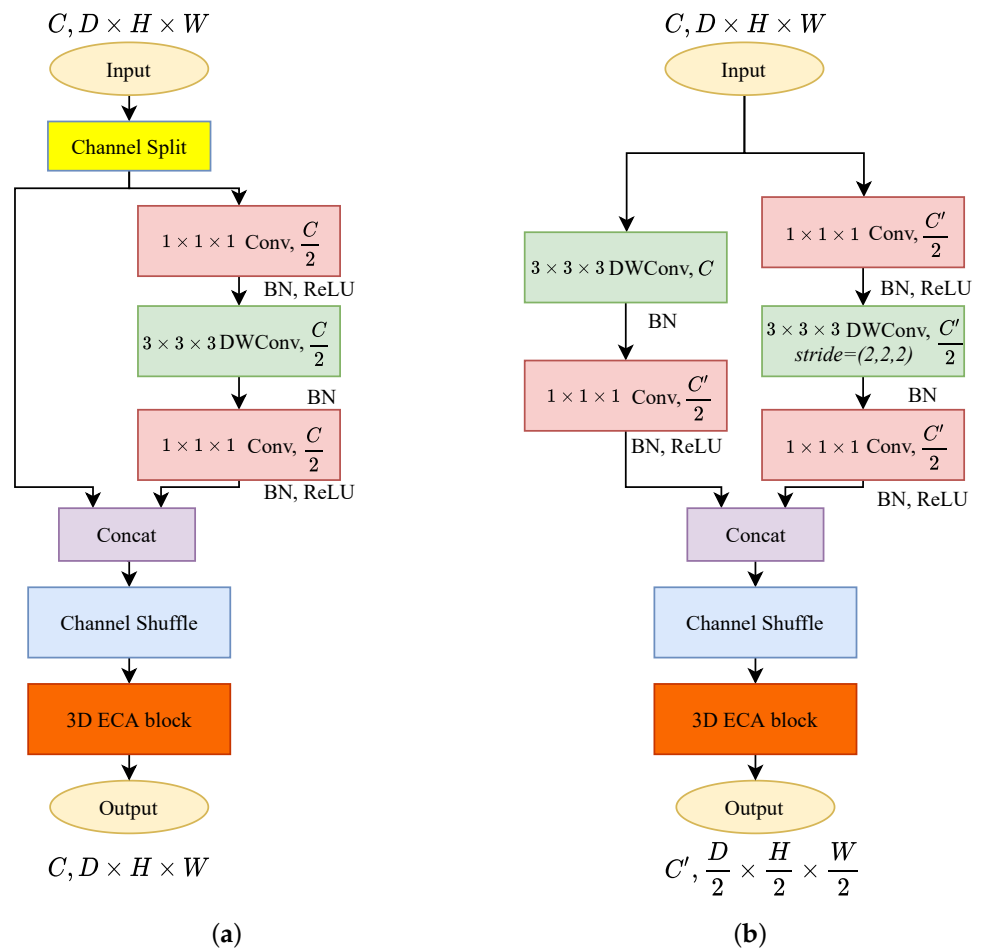 C, D × H × W
Input
Channel Split
1 × 1 × 1 Conv, C/2
BN, ReLU
3 × 3 × 3 DWConv, C/2
BN
1 × 1 × 1 Conv, C/2
BN, ReLU
Concat
Channel Shuffle
3D ECA block
Output
C, D × H × W
(a)
C, D × H × W
Input
3 × 3 × 3 DWConv, C
BN
1 × 1 × 1 Conv, C′/2
BN, ReLU
1 × 1 × 1 Conv, C′/2
BN, ReLU
3 × 3 × 3 DWConv, C′/2
stride=(2,2,2)
BN
1 × 1 × 1 Conv, C′/2
BN, ReLU
Concat
Channel Shuffle
3D ECA block
Output
C′, D/2 × H/2 × W/2
(b)